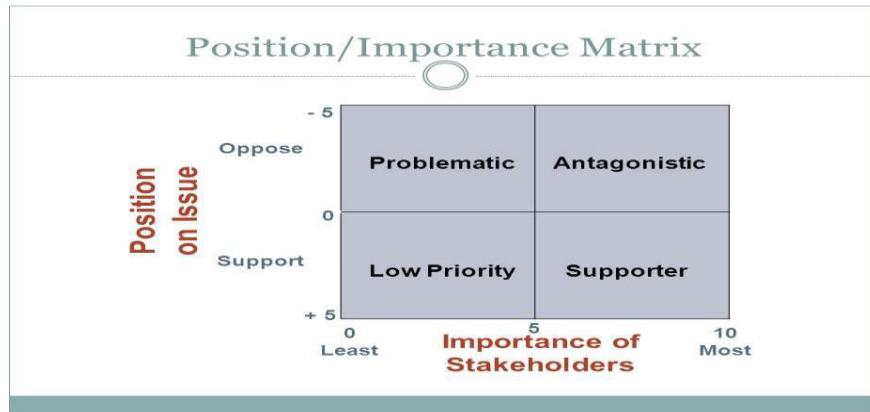 Position/Importance Matrix
- 5
Oppose
Problematic
Antagonistic
Position
on Issue
0
Support
Low Priority
Supporter
+ 5
0
5
10
Least
Importance of
Stakeholders
Most